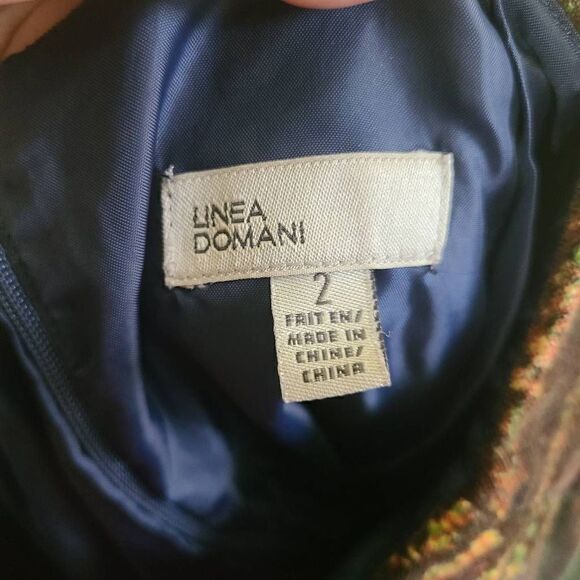 LINEA
DOMANI
2
FAIT EN/
MADE IN
CHINE/
CHINA